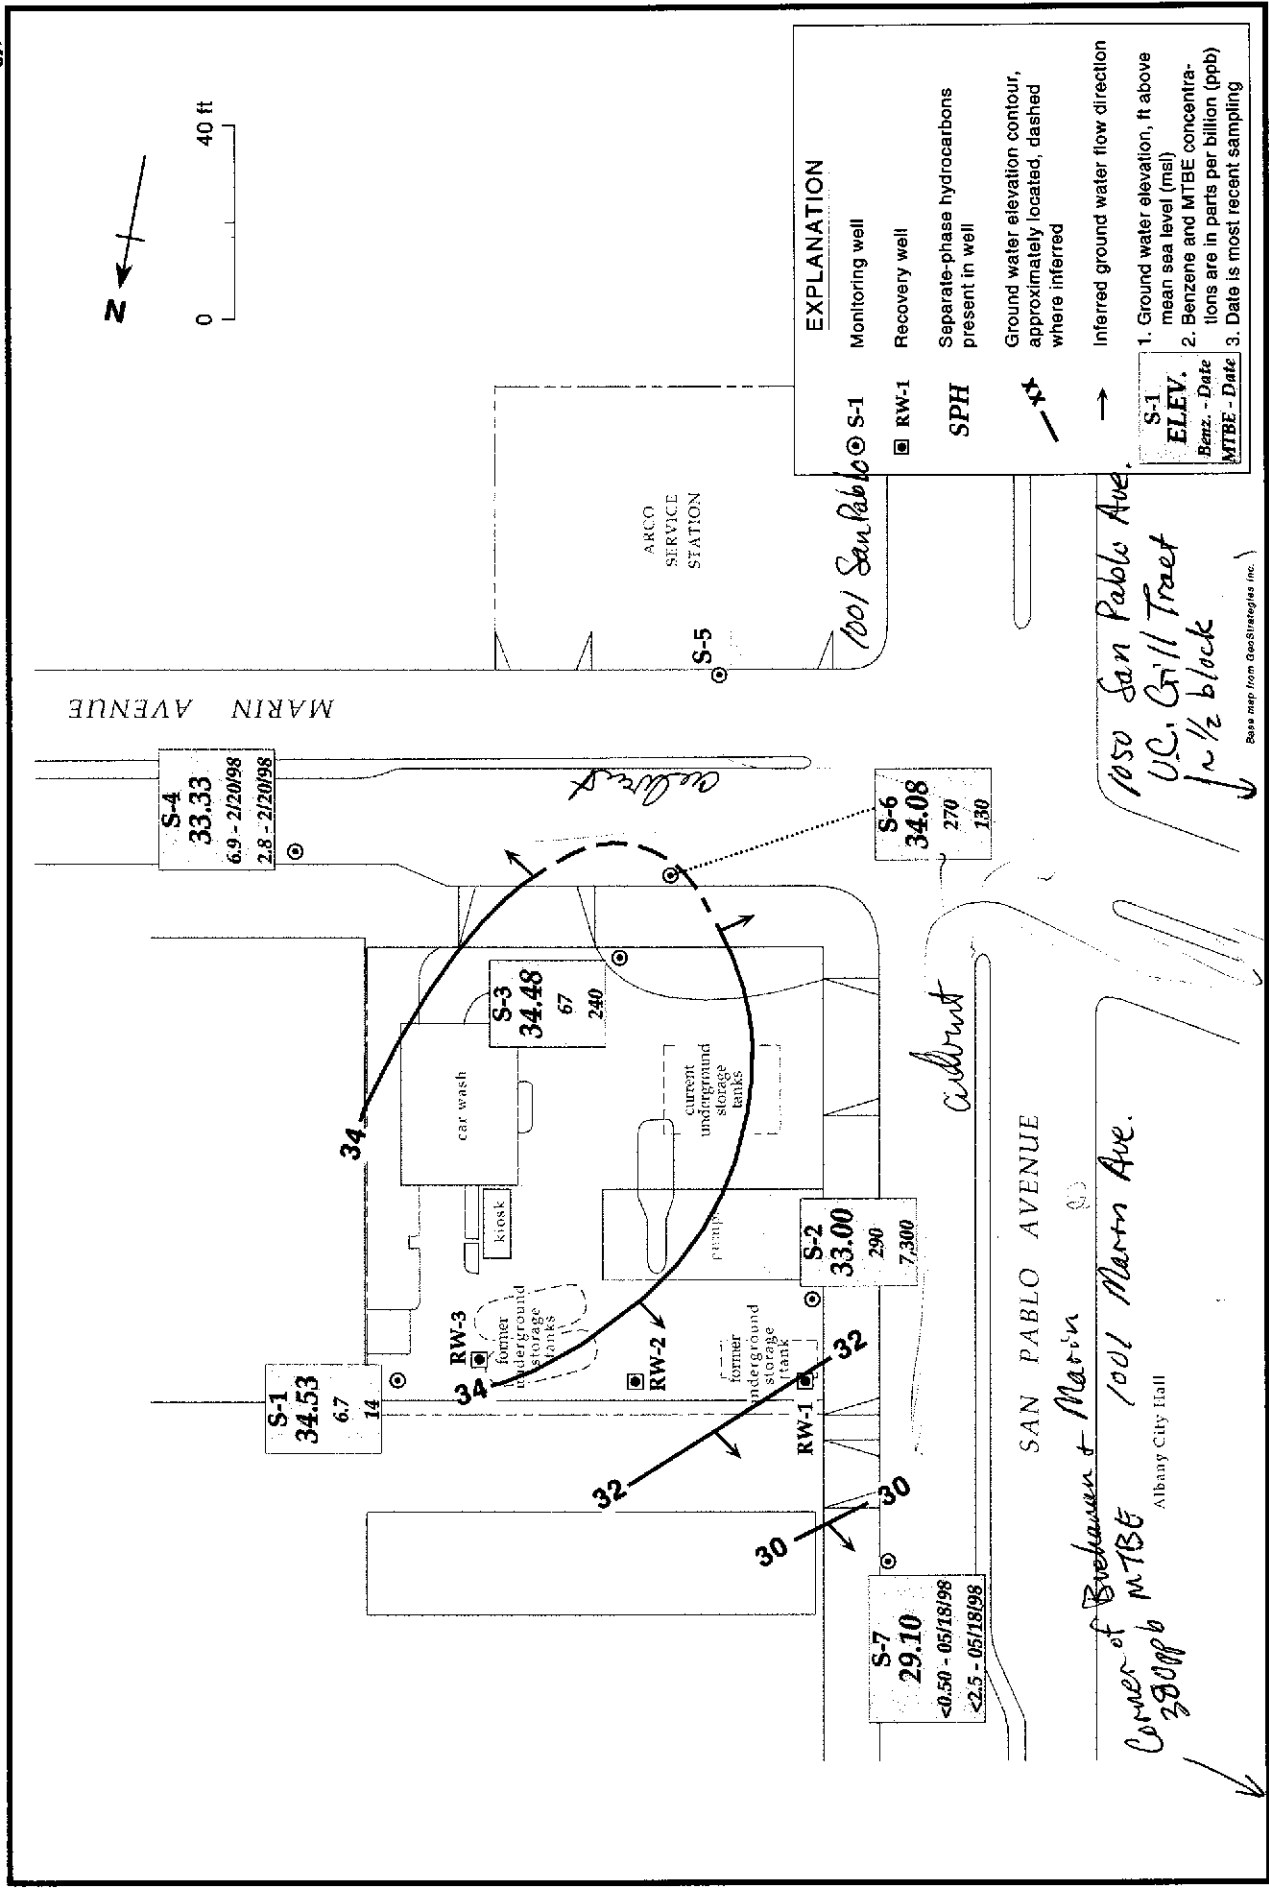 N
0 40 ft
EXPLANATION
S-1 Monitoring well
RW-1 Recovery well
SPH Separate-phase hydrocarbons
present in well
XX Ground water elevation contour,
approximately located, dashed
where inferred
→ Inferred ground water flow direction
S-1
ELEV.
Benz. - Date
MTBE - Date
1. Ground water elevation, ft above
mean sea level (msl)
2. Benzene and MTBE concentra-
tions are in parts per billion (ppb)
3. Date is most recent sampling
Base map from GeoStrategies Inc.
MARIN AVENUE
ARCO
SERVICE
STATION
1001 San Pablo
S-5
S-4
33.33
6.9 - 2/20/98
2.8 - 2/20/98
culvert
S-6
34.08
270
130
S-3
34.48
67
240
car wash
kiosk
current
underground
storage
tanks
34
34
S-1
34.53
6.7
14
RW-3
former
underground
storage
tanks
RW-2
former
underground
storage
tank
RW-1
S-2
33.00
290
7,300
32
32
30
30
S-7
29.10
<0.50 - 05/18/98
<2.5 - 05/18/98
culvert
SAN PABLO AVENUE
1050 San Pablo Ave.
U.C. Gill Tract
~ 1/2 block
Corner of Buchanan + Marin
380ppb MTBE
1001 Marin Ave.
Albany City Hall